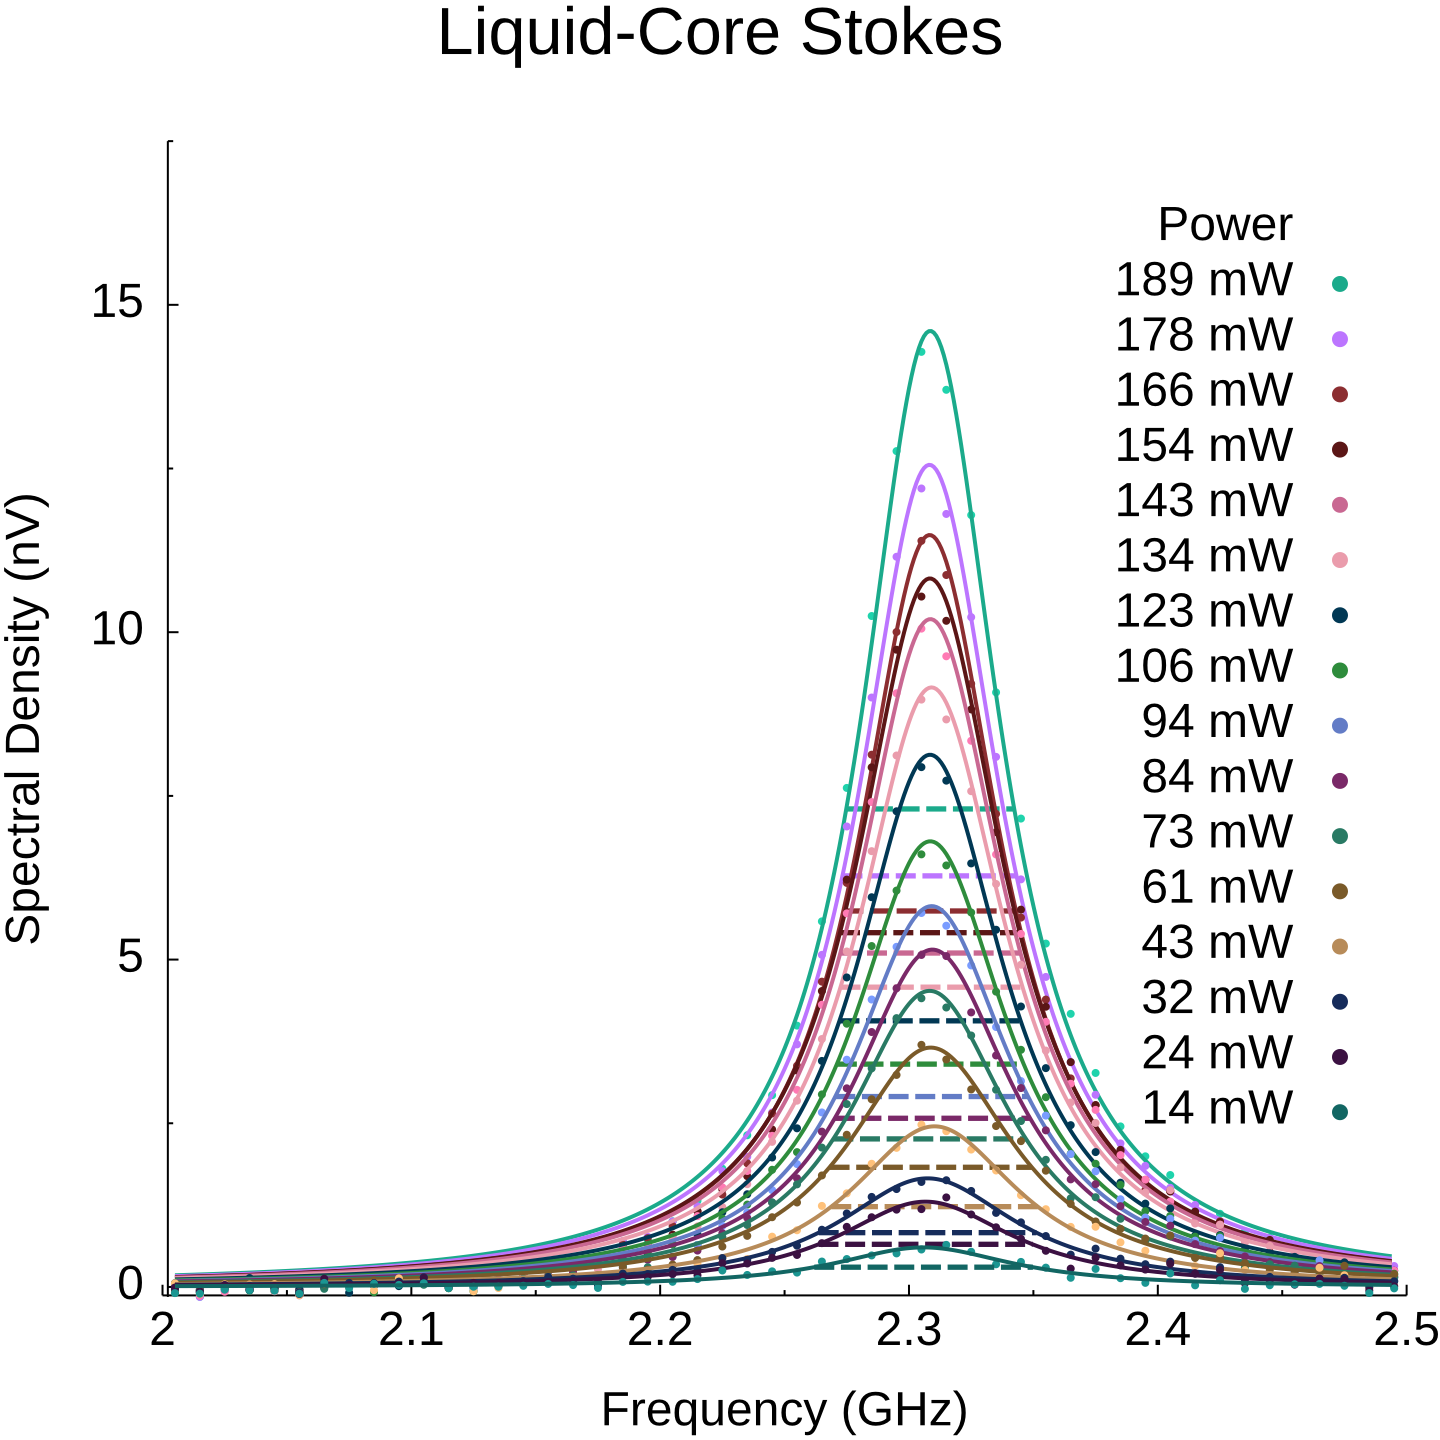 Liquid-Core Stokes
Power
189 mW
178 mW
166 mW
154 mW
143 mW
134 mW
123 mW
106 mW
94 mW
84 mW
73 mW
61 mW
43 mW
32 mW
24 mW
14 mW
15
10
5
0
Spectral Density (nV)
2 2.1 2.2 2.3 2.4 2.5
Frequency (GHz)